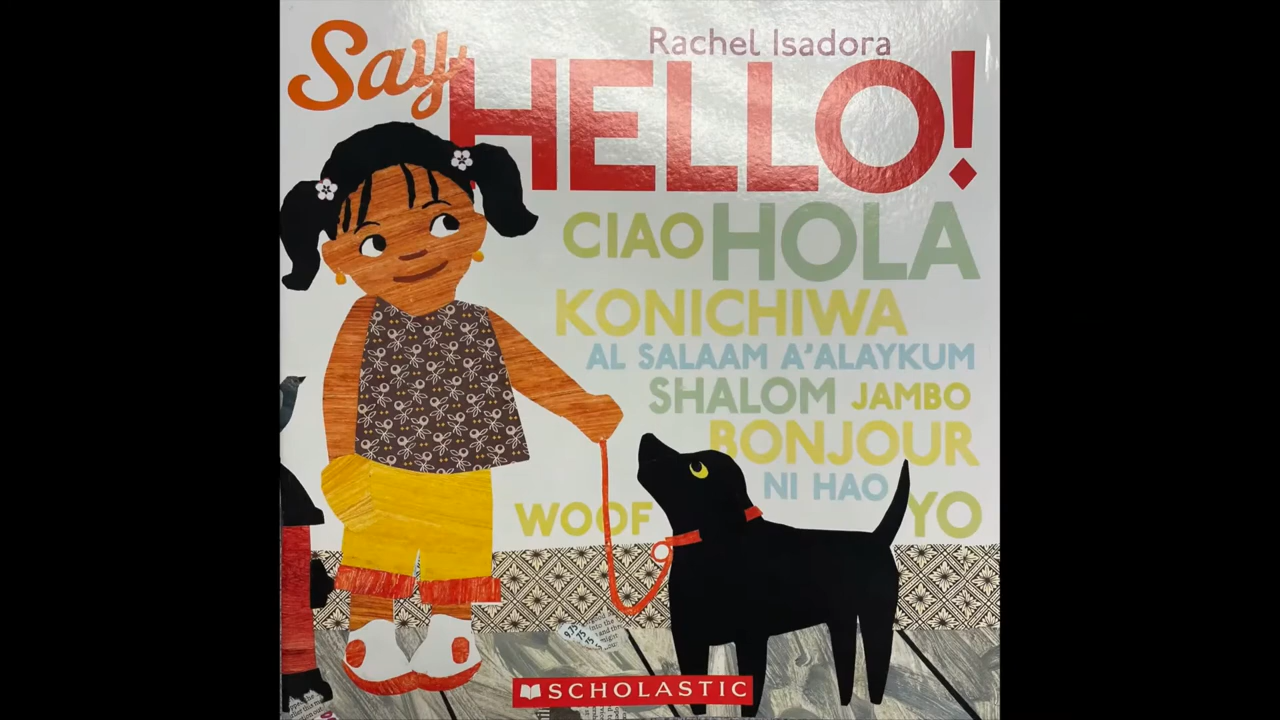 Rachel Isadora
Say HELLO!
CIAO HOLA
KONICHIWA
AL SALAAM A'ALAYKUM
SHALOM JAMBO
BONJOUR
NI HAO
WOOF YO
SCHOLASTIC